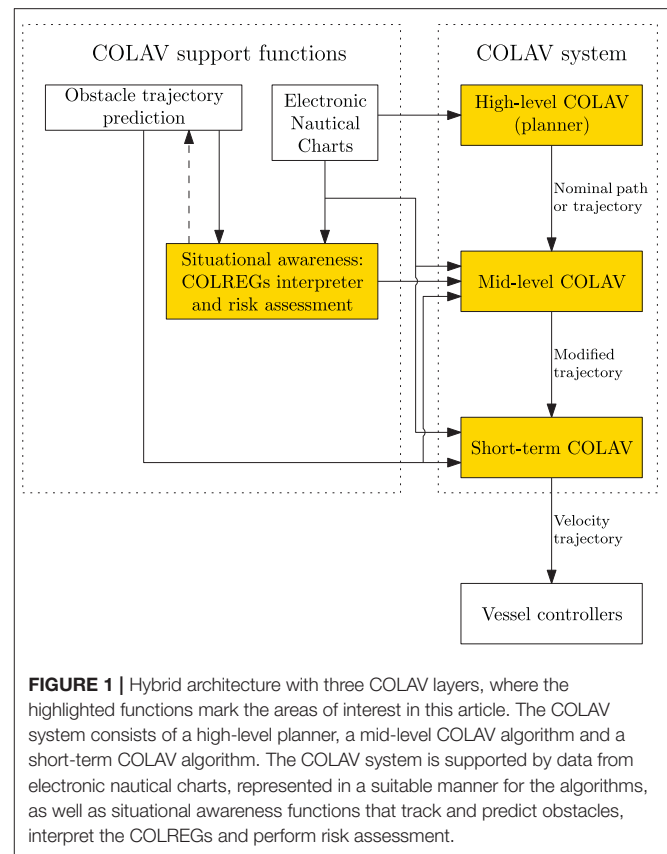 COLAV support functions
COLAV system
Obstacle trajectory
prediction
Electronic
Nautical
Charts
High-level COLAV
(planner)
Nominal path
or trajectory
Situational awareness:
COLREGs interpreter
and risk assessment
Mid-level COLAV
Modified
trajectory
Short-term COLAV
Velocity
trajectory
Vessel controllers
FIGURE 1 | Hybrid architecture with three COLAV layers, where the
highlighted functions mark the areas of interest in this article. The COLAV
system consists of a high-level planner, a mid-level COLAV algorithm and a
short-term COLAV algorithm. The COLAV system is supported by data from
electronic nautical charts, represented in a suitable manner for the algorithms,
as well as situational awareness functions that track and predict obstacles,
interpret the COLREGs and perform risk assessment.